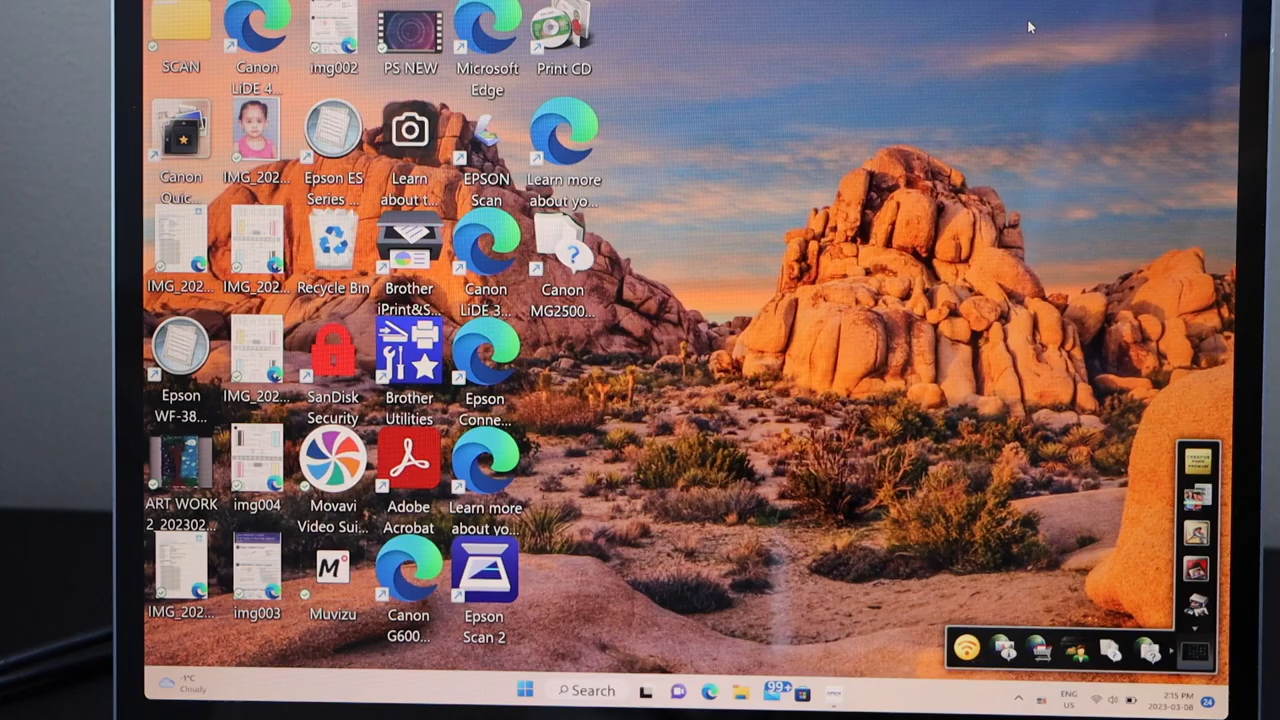 SCAN
Canon
LiDE 4...
img002
PS NEW
Microsoft
Edge
Print CD
Canon
Quic...
IMG_202...
Epson ES
Series ...
Learn
about t...
EPSON
Scan
Learn more
about yo...
IMG_202...
IMG_202...
Recycle Bin
Brother
iPrint&S...
Canon
LiDE 3...
Canon
MG2500...
Epson
WF-38...
IMG_202...
SanDisk
Security
Brother
Utilities
Epson
Conne...
ART WORK
2_202302...
img004
Movavi
Video Sui...
Adobe
Acrobat
Learn more
about yo...
IMG_202...
img003
M
Muvizu
Canon
G600...
Epson
Scan 2
-1°C
Cloudy
Search
99+
ENG
US
2:15 PM
2023-03-08
24